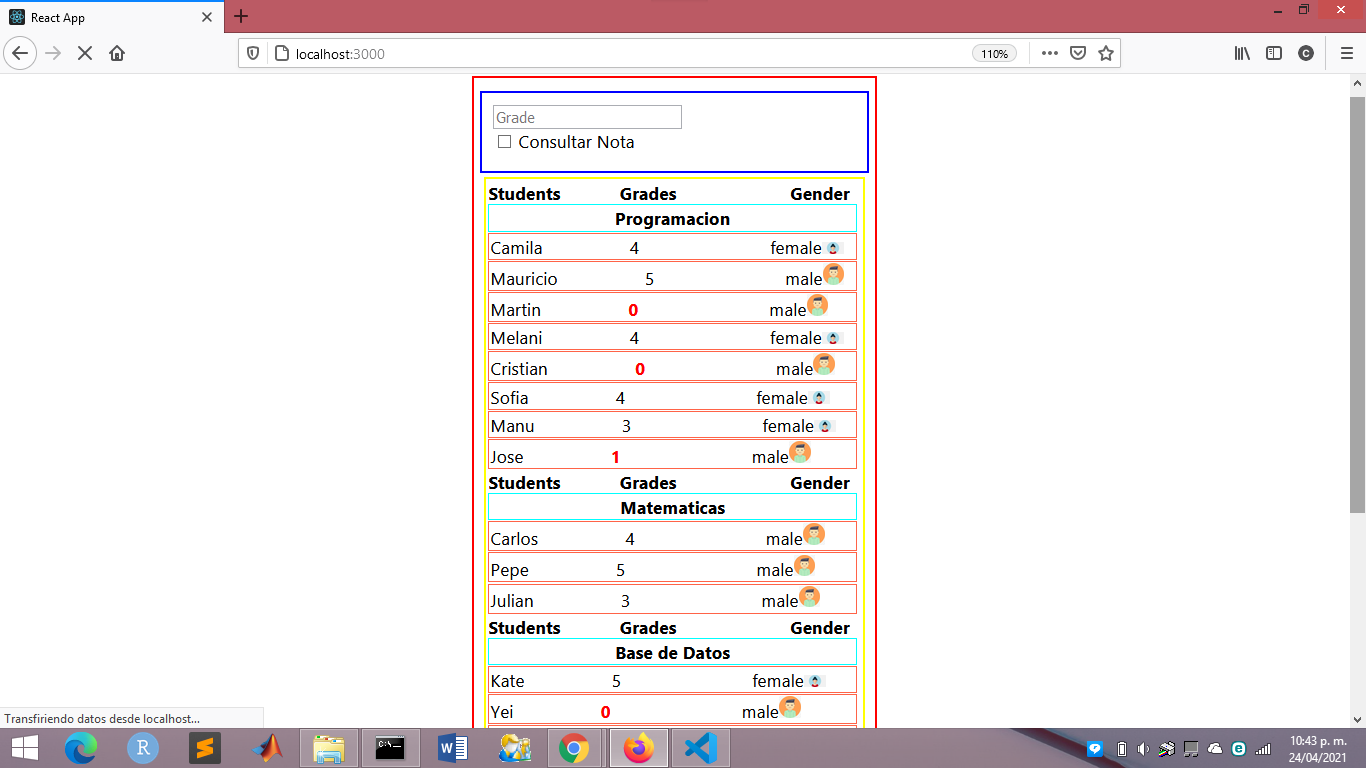 React App
localhost:3000
110%
Grade
Consultar Nota
Students Grades Gender
Programacion
Camila 4 female
Mauricio 5 male
Martin 0 male
Melani 4 female
Cristian 0 male
Sofia 4 female
Manu 3 female
Jose 1 male
Students Grades Gender
Matematicas
Carlos 4 male
Pepe 5 male
Julian 3 male
Students Grades Gender
Base de Datos
Kate 5 female
Yei 0 male
Transfiriendo datos desde localhost...
10:43 p. m.
24/04/2021